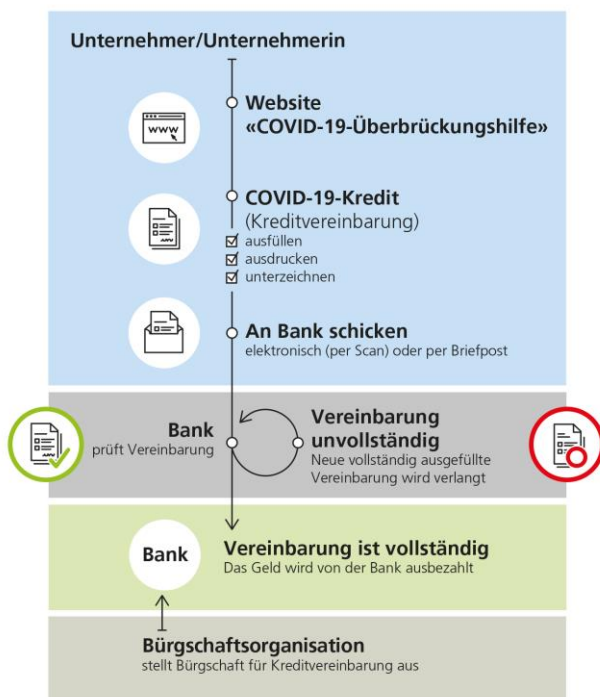 Unternehmer/Unternehmerin
www
Website
«COVID-19-Überbrückungshilfe»
COVID-19-Kredit
(Kreditvereinbarung)
ausfüllen
ausdrucken
unterzeichnen
An Bank schicken
elektronisch (per Scan) oder per Briefpost
Bank
prüft Vereinbarung
Vereinbarung
unvollständig
Neue vollständig ausgefüllte
Vereinbarung wird verlangt
Bank
Vereinbarung ist vollständig
Das Geld wird von der Bank ausbezahlt
Bürgschaftsorganisation
stellt Bürgschaft für Kreditvereinbarung aus